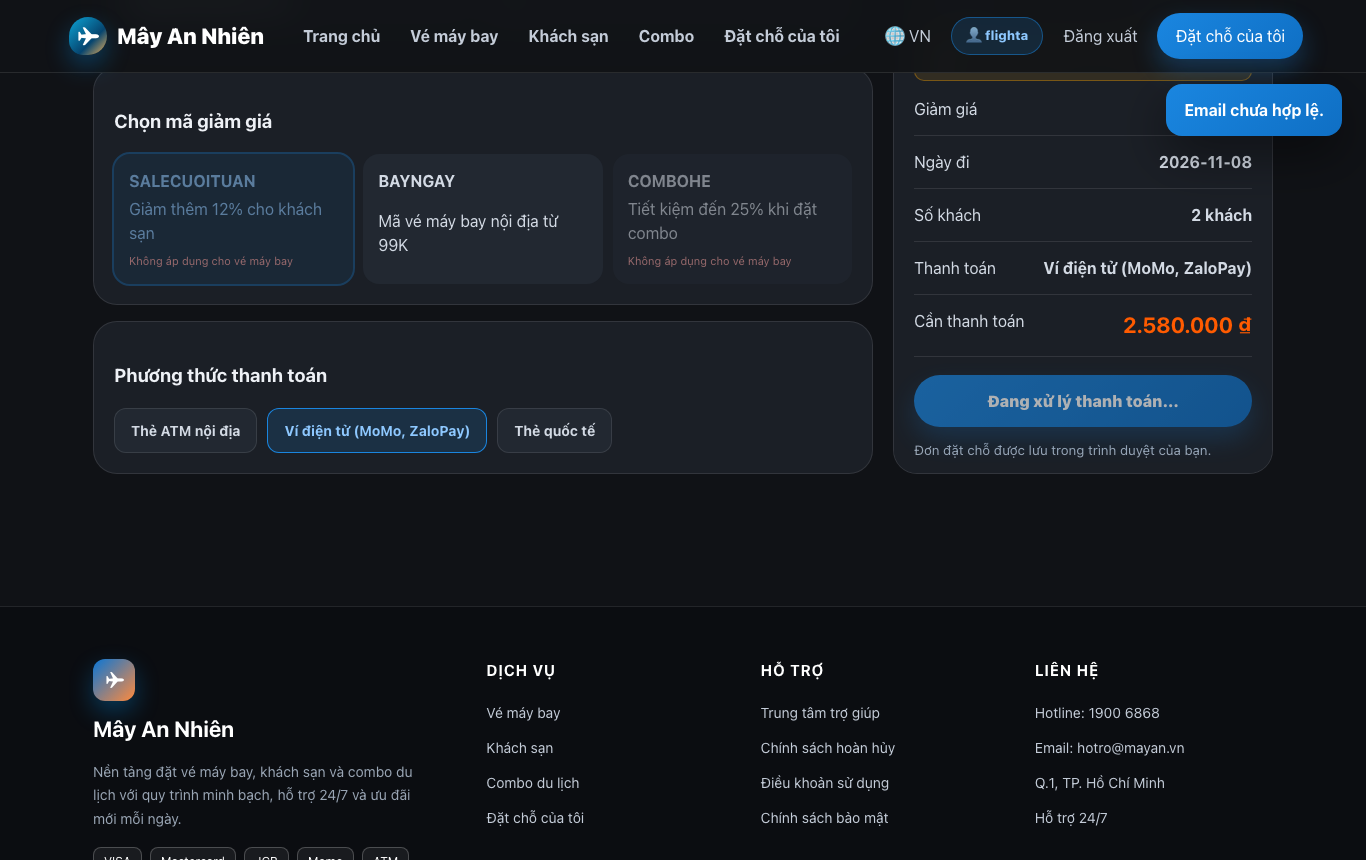 Mây An Nhiên
Trang chủ
Vé máy bay
Khách sạn
Combo
Đặt chỗ của tôi
VN
flighta
Đăng xuất
Đặt chỗ của tôi
Email chưa hợp lệ.
Chọn mã giảm giá
SALECUOITUAN
Giảm thêm 12% cho khách
sạn
Không áp dụng cho vé máy bay
BAYNGAY
Mã vé máy bay nội địa từ
99K
COMBOHE
Tiết kiệm đến 25% khi đặt
combo
Không áp dụng cho vé máy bay
Phương thức thanh toán
Thẻ ATM nội địa
Ví điện tử (MoMo, ZaloPay)
Thẻ quốc tế
Giảm giá
Ngày đi 2026-11-08
Số khách 2 khách
Thanh toán Ví điện tử (MoMo, ZaloPay)
Cần thanh toán 2.580.000 ₫
Đang xử lý thanh toán...
Đơn đặt chỗ được lưu trong trình duyệt của bạn.
Mây An Nhiên
Nền tảng đặt vé máy bay, khách sạn và combo du
lịch với quy trình minh bạch, hỗ trợ 24/7 và ưu đãi
mới mỗi ngày.
VISA
Mastercard
JCB
Momo
ATM
DỊCH VỤ
Vé máy bay
Khách sạn
Combo du lịch
Đặt chỗ của tôi
HỖ TRỢ
Trung tâm trợ giúp
Chính sách hoàn hủy
Điều khoản sử dụng
Chính sách bảo mật
LIÊN HỆ
Hotline: 1900 6868
Email: hotro@mayan.vn
Q.1, TP. Hồ Chí Minh
Hỗ trợ 24/7